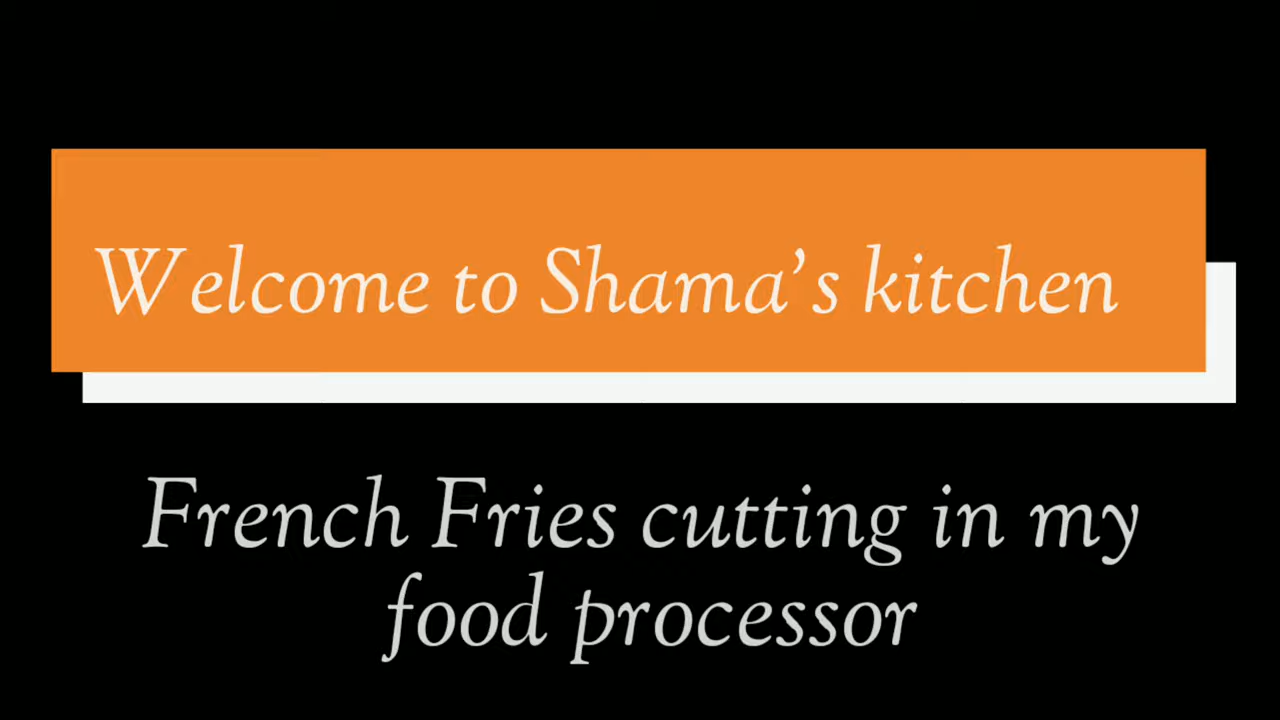 Welcome to Shama's kitchen
French Fries cutting in my
food processor